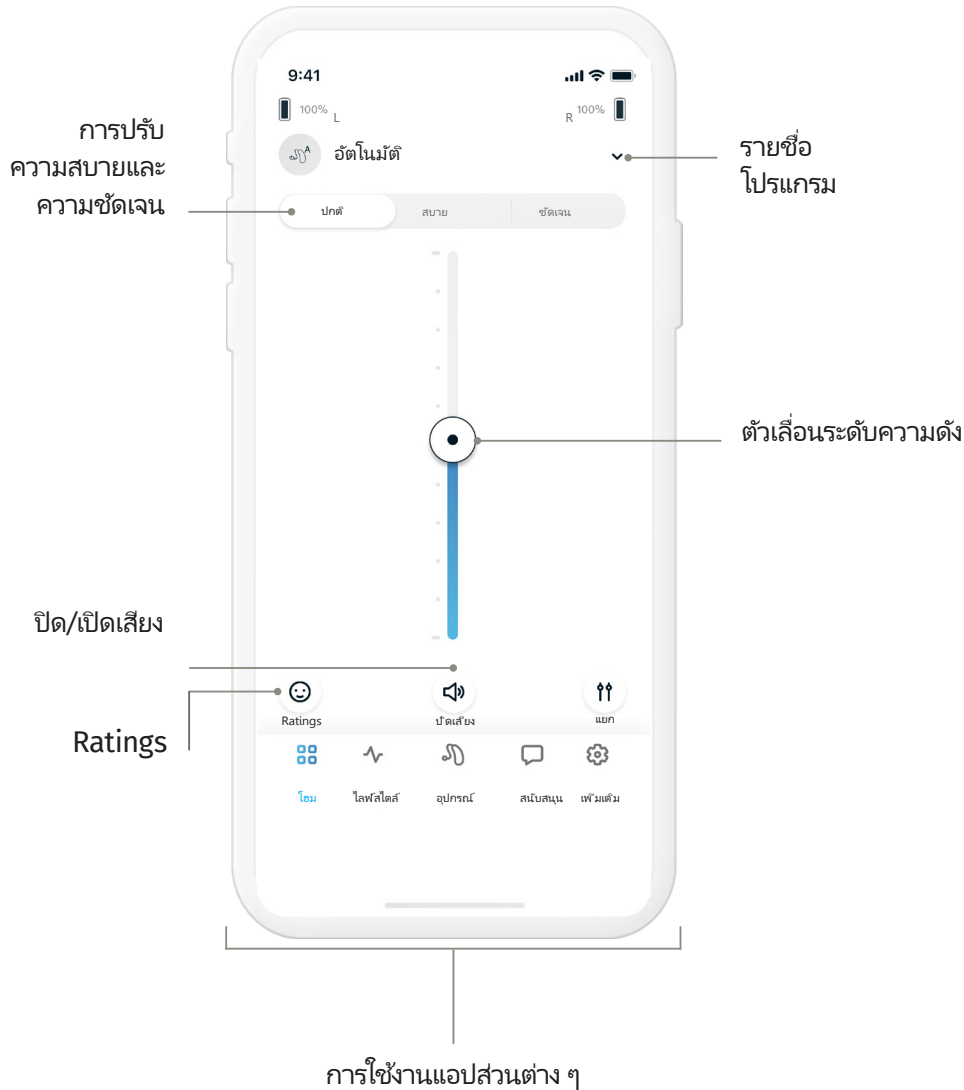 9:41
100% L
R 100%
การปรับ
ความสบายและ
ความชัดเจน
อัตโนมัติ
รายชื่อ
โปรแกรม
ปกติ สบาย ชัดเจน
ตัวเลื่อนระดับความดัง
ปิด/เปิดเสียง
Ratings
Ratings ปิดเสียง แยก
โฮม ไลฟ์สไตล์ อุปกรณ์ สนับสนุน เพิ่มเติม
การใช้งานแอปส่วนต่าง ๆ